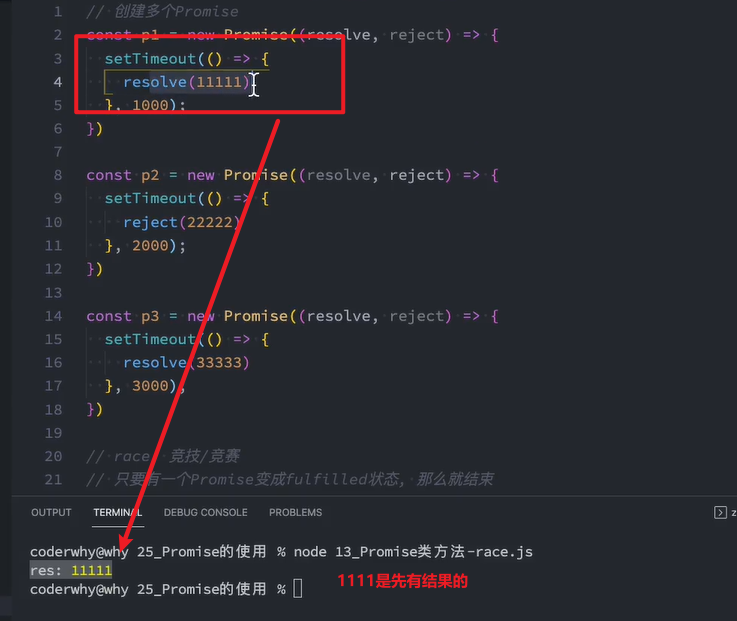 1 // 创建多个Promise
2 const p1 = new Promise((resolve, reject) => {
3 setTimeout(() => {
4 resolve(11111)
5 }, 1000);
6 })
7
8 const p2 = new Promise((resolve, reject) => {
9 setTimeout(() => {
10 reject(22222)
11 }, 2000);
12 })
13
14 const p3 = new Promise((resolve, reject) => {
15 setTimeout(() => {
16 resolve(33333)
17 }, 3000);
18 })
19
20 // race: 竞技/竞赛
21 // 只要有一个Promise变成fulfilled状态, 那么就结束
OUTPUT TERMINAL DEBUG CONSOLE PROBLEMS z
coderwhy@why 25_Promise的使用 % node 13_Promise类方法-race.js
res: 11111
coderwhy@why 25_Promise的使用 %
1111是先有结果的